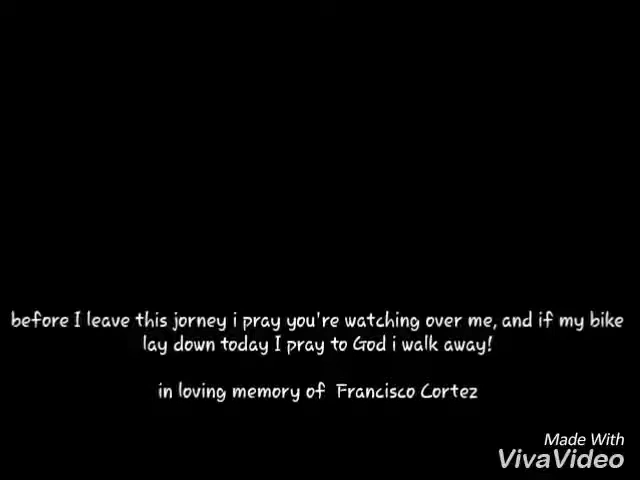 before I leave this jorney i pray you're watching over me, and if my bike
lay down today I pray to God i walk away!
in loving memory of Francisco Cortez
Made With
VivaVideo